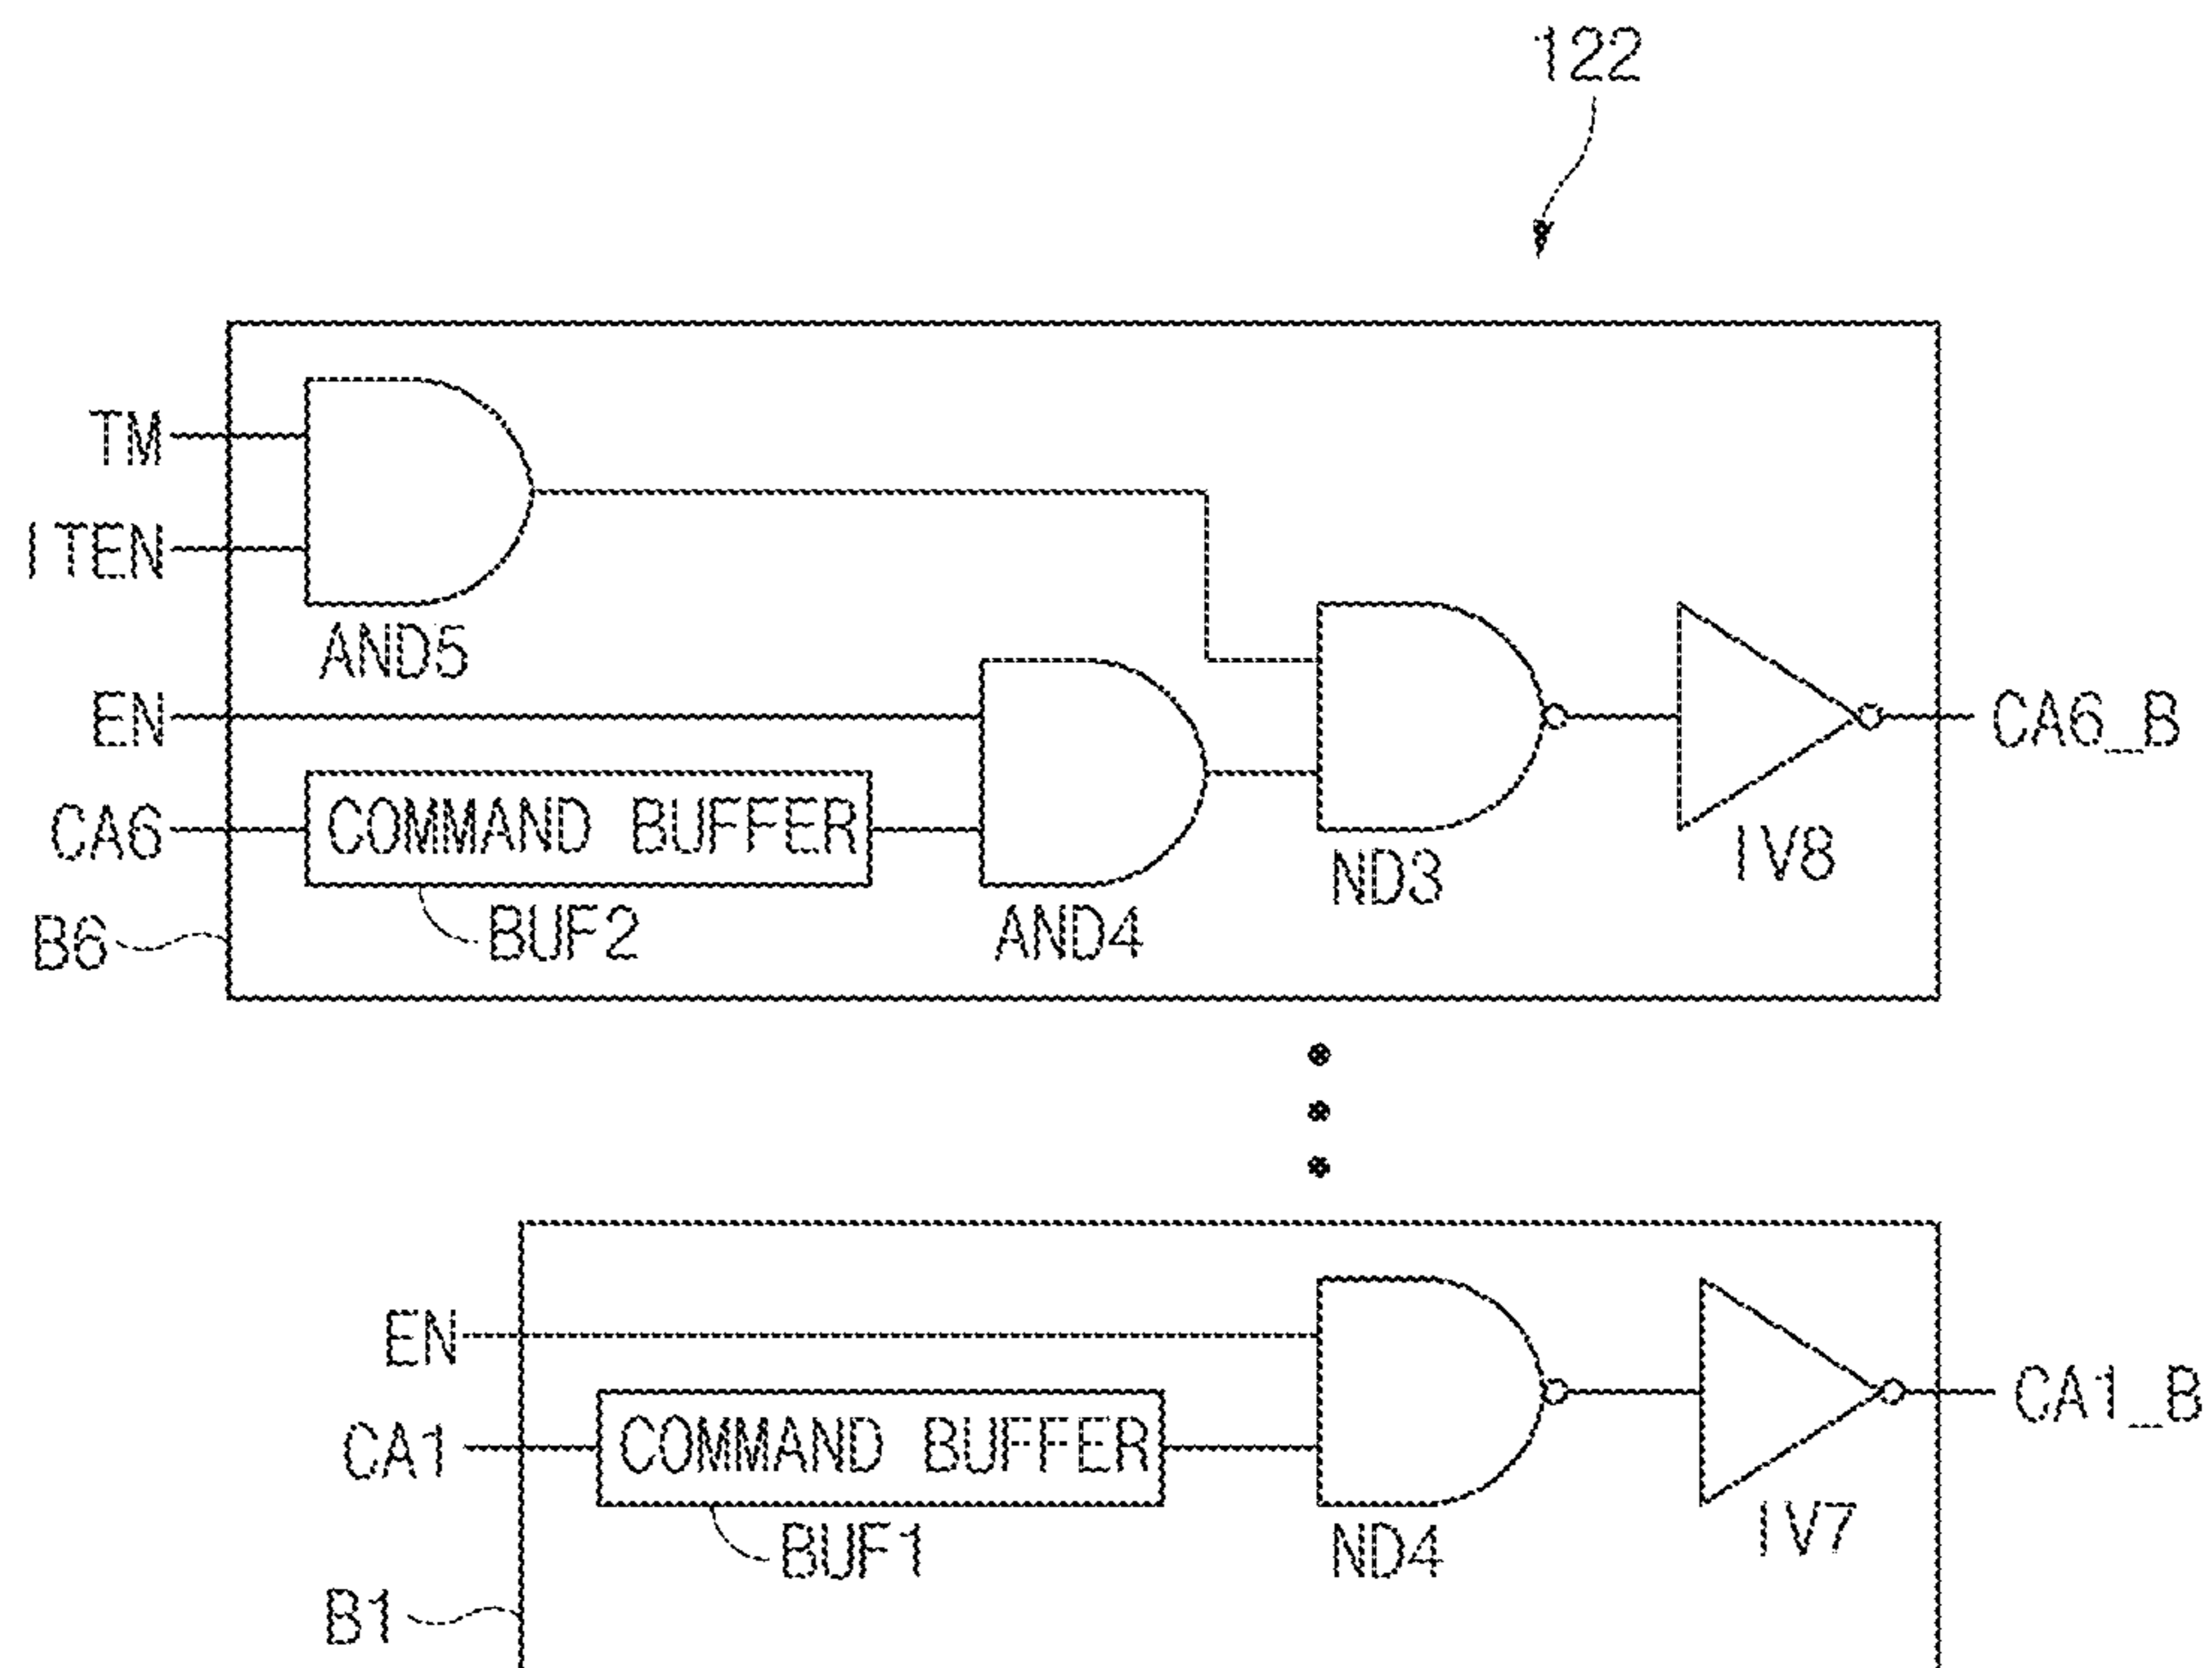 122
TM
ITEN
AND5
EN
CA6
COMMAND BUFFER
BUF2
AND4
ND3
IV8
CA6_B
B6
EN
CA1
COMMAND BUFFER
BUF1
ND4
IV7
CA1_B
B1